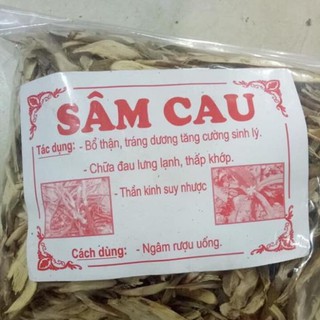 SÂM CAU
Tác dụng: - Bổ thận, tráng dương tăng cường sinh lý.
- Chữa đau lưng lạnh, thấp khớp.
- Thần kinh suy nhược
Cách dùng: - Ngâm rượu uống.